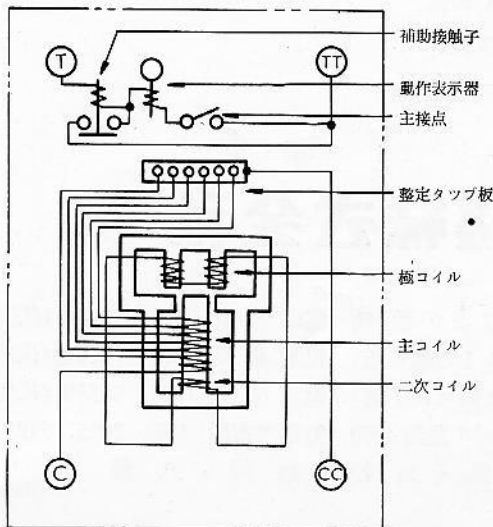 補助接触子
T
TT
動作表示器
主接点
整定タップ板
極コイル
主コイル
二次コイル
C
CC